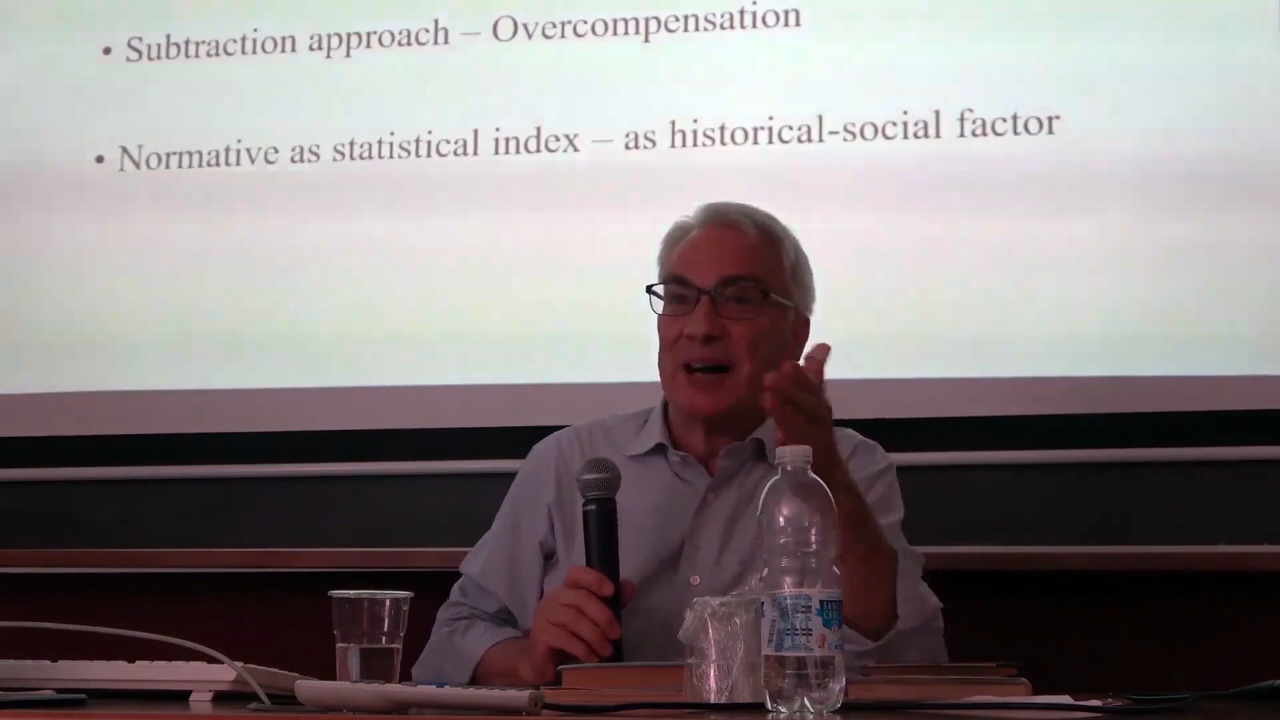 • Subtraction approach – Overcompensation
• Normative as statistical index – as historical-social factor